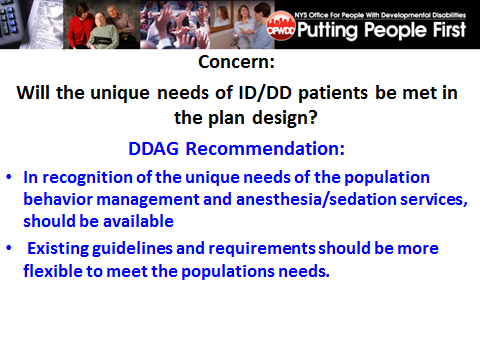 NYS Office For People With Developmental Disabilities
OPWDD Putting People First
Concern:
Will the unique needs of ID/DD patients be met in
the plan design?
DDAG Recommendation:
• In recognition of the unique needs of the population
behavior management and anesthesia/sedation services,
should be available
• Existing guidelines and requirements should be more
flexible to meet the populations needs.